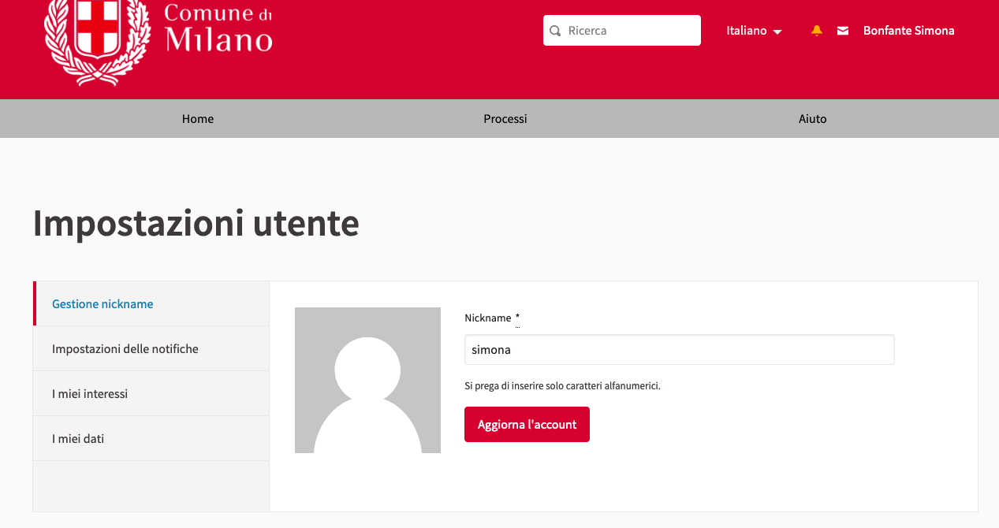 Comune di
Milano
Ricerca
Italiano
Bonfante Simona
Home
Processi
Aiuto
Impostazioni utente
Gestione nickname
Impostazioni delle notifiche
I miei interessi
I miei dati
Nickname *
simona
Si prega di inserire solo caratteri alfanumerici.
Aggiorna l'account